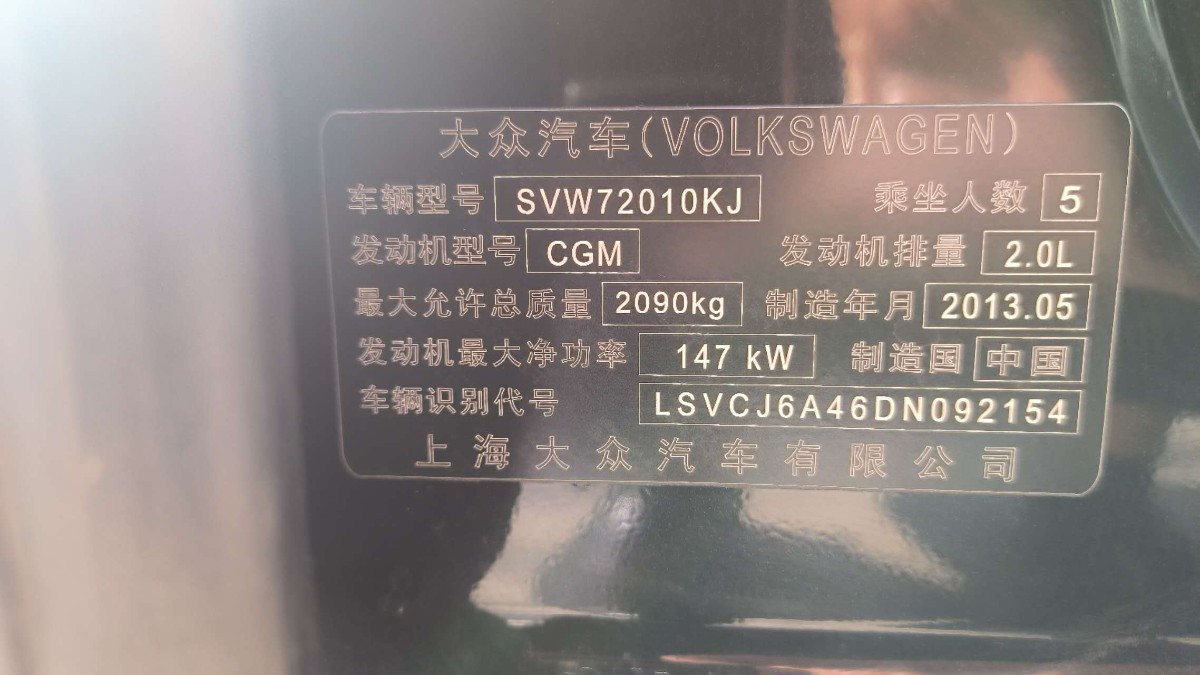 大众汽车(VOLKSWAGEN)
车辆型号 SVW72010KJ 乘坐人数 5
发动机型号 CGM 发动机排量 2.0L
最大允许总质量 2090kg 制造年月 2013.05
发动机最大净功率 147 kW 制造国 中国
车辆识别代号 LSVCJ6A46DN092154
上海大众汽车有限公司